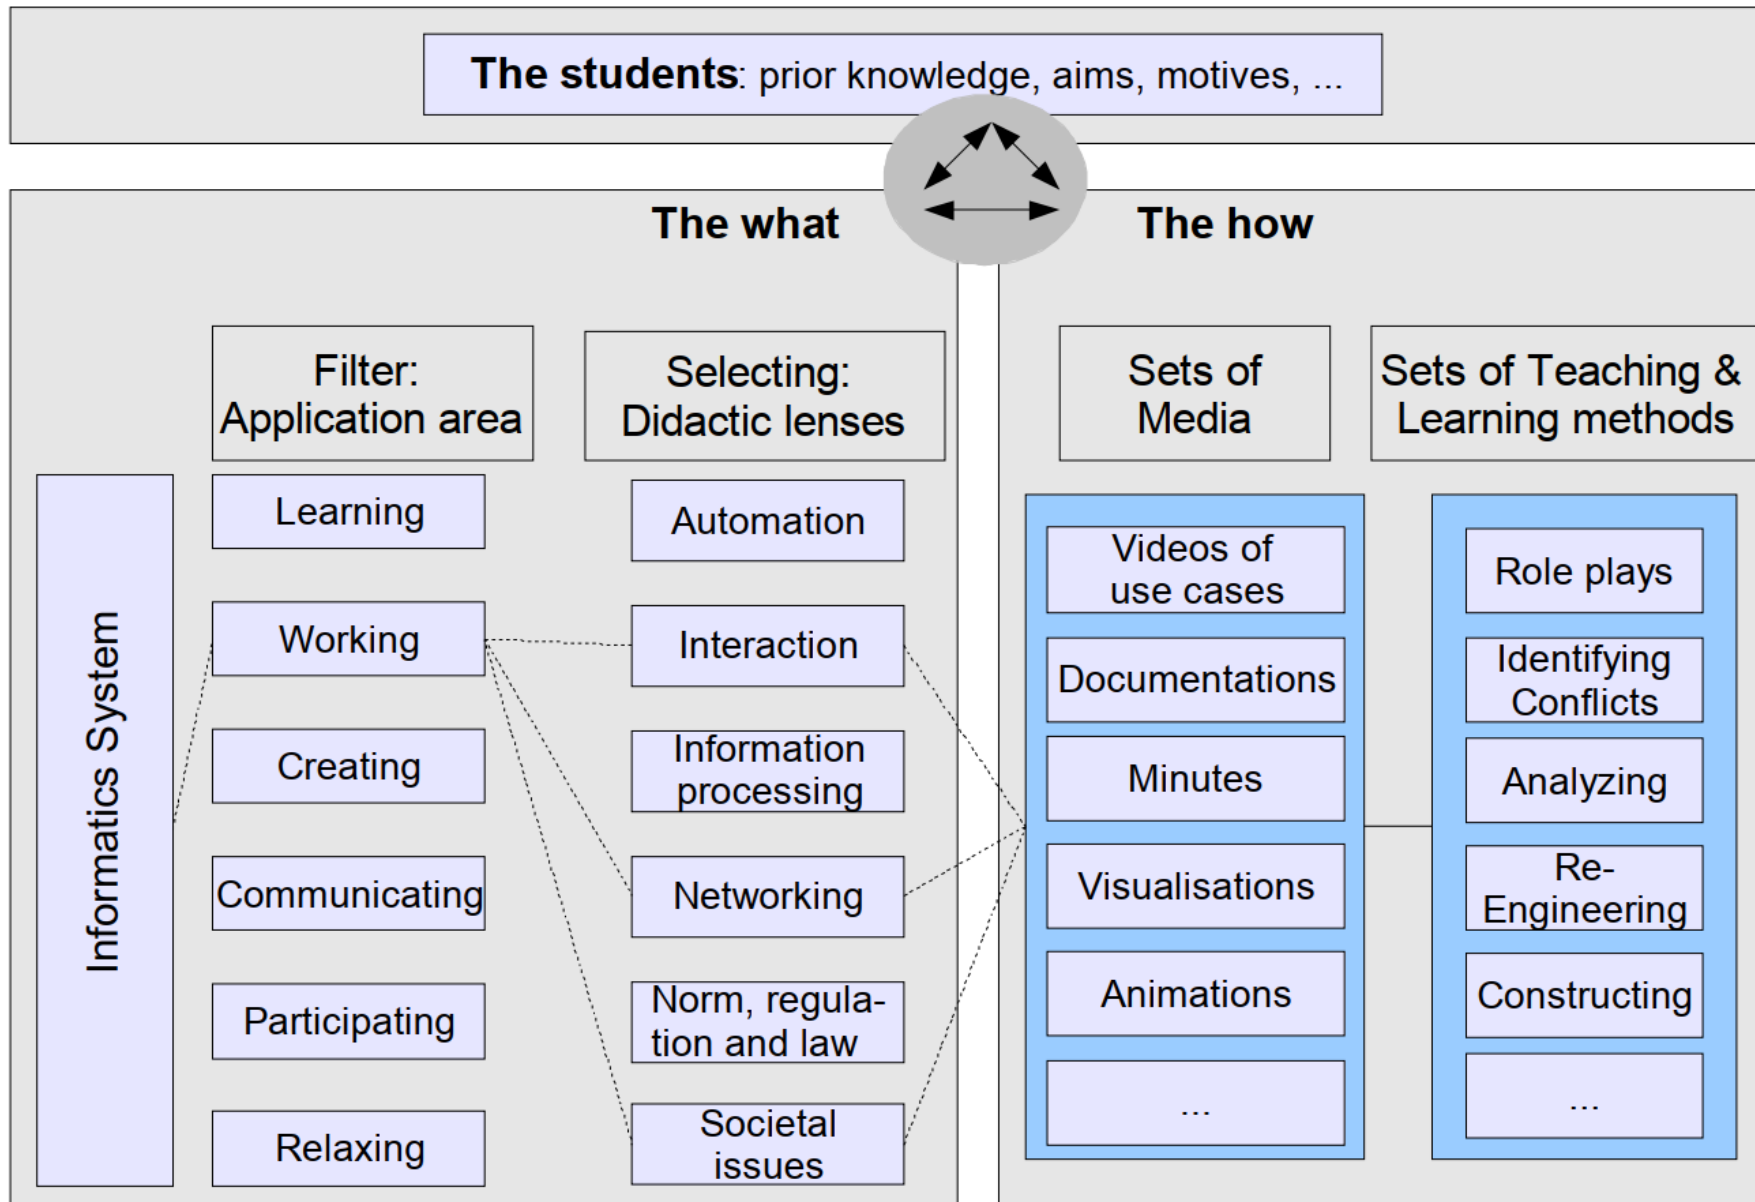 The students: prior knowledge, aims, motives, ...
The what
The how
Filter:
Application area
Selecting:
Didactic lenses
Sets of
Media
Sets of Teaching &
Learning methods
Informatics System
Learning
Working
Creating
Communicating
Participating
Relaxing
Automation
Interaction
Information
processing
Networking
Norm, regula-
tion and law
Societal
issues
Videos of
use cases
Documentations
Minutes
Visualisations
Animations
...
Role plays
Identifying
Conflicts
Analyzing
Re-
Engineering
Constructing
...